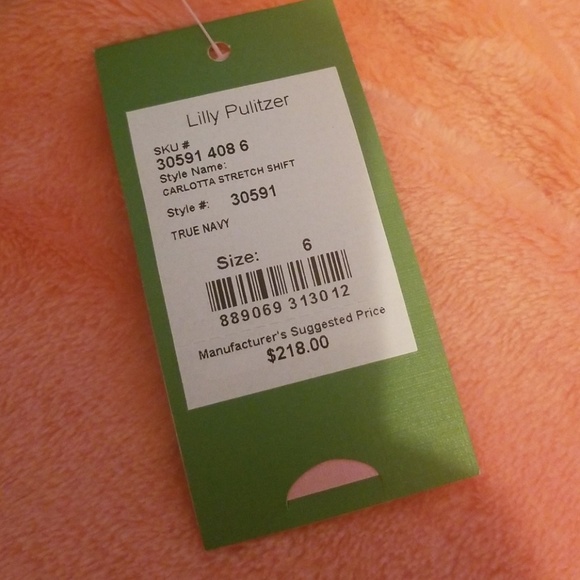 Lilly Pulitzer
SKU #
30591 408 6
Style Name:
CARLOTTA STRETCH SHIFT
Style #: 30591
TRUE NAVY
Size: 6
889069 313012
Manufacturer's Suggested Price
$218.00